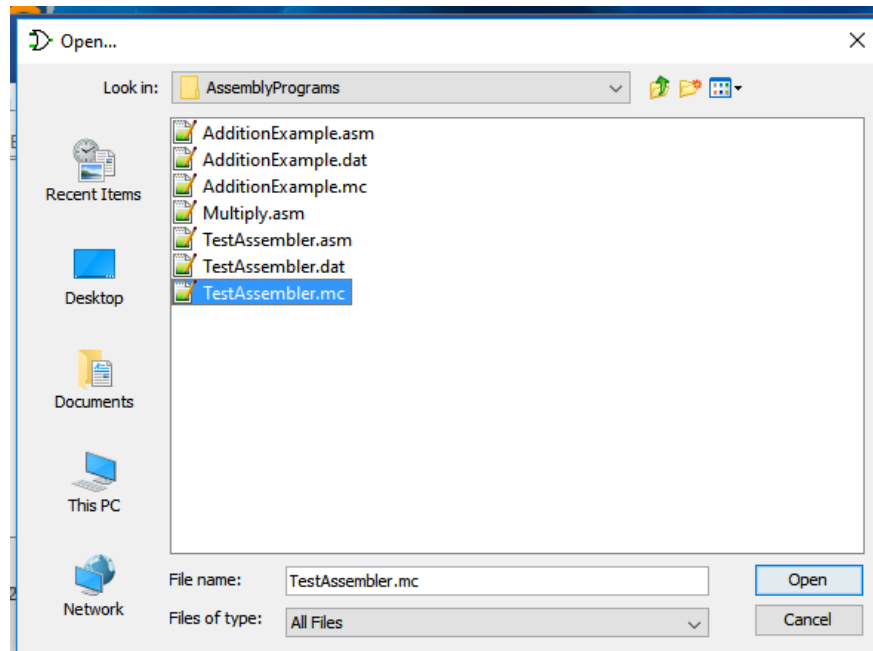 Open...
Look in: AssemblyPrograms
AdditionExample.asm
AdditionExample.dat
AdditionExample.mc
Multiply.asm
TestAssembler.asm
TestAssembler.dat
TestAssembler.mc
Recent Items
Desktop
Documents
This PC
Network
File name: TestAssembler.mc Open
Files of type: All Files Cancel